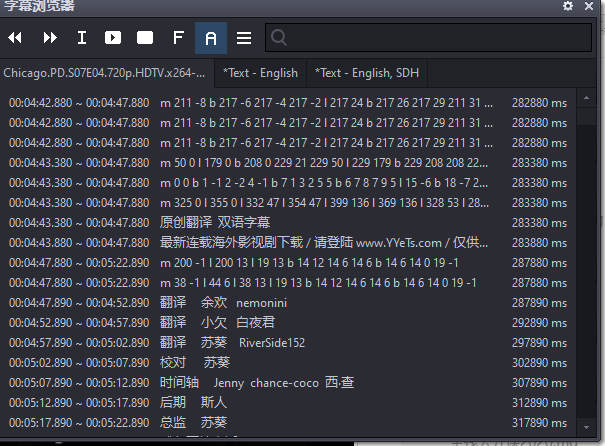 字幕浏览器
Chicago.PD.S07E04.720p.HDTV.x264-... *Text - English *Text - English, SDH
00:04:42.880 ~ 00:04:47.880 m 211 -8 b 217 -6 217 -4 217 -2 l 217 24 b 217 26 217 29 211 31 ... 282880 ms
00:04:42.880 ~ 00:04:47.880 m 211 -8 b 217 -6 217 -4 217 -2 l 217 24 b 217 26 217 29 211 31 ... 282880 ms
00:04:42.880 ~ 00:04:47.880 m 211 -8 b 217 -6 217 -4 217 -2 l 217 24 b 217 26 217 29 211 31 ... 282880 ms
00:04:43.380 ~ 00:04:47.880 m 50 0 l 179 0 b 208 0 229 21 229 50 l 229 179 b 229 208 208 22... 283380 ms
00:04:43.380 ~ 00:04:47.880 m 0 0 b 1 -1 2 -2 4 -1 b 7 1 3 2 5 5 b 6 7 8 7 9 5 l 15 -6 b 18 -7 2... 283380 ms
00:04:43.380 ~ 00:04:47.880 m 325 0 l 355 0 l 332 47 l 354 47 l 399 136 l 369 136 l 328 53 l 28... 283380 ms
00:04:43.380 ~ 00:04:47.880 原创翻译 双语字幕 283380 ms
00:04:43.380 ~ 00:04:47.880 最新连载海外影视剧下载 / 请登陆 www.YYeTs.com / 仅供... 283380 ms
00:04:47.880 ~ 00:05:22.890 m 200 -1 l 200 13 l 19 13 b 14 12 14 6 14 6 b 14 6 14 0 19 -1 287880 ms
00:04:47.880 ~ 00:05:22.890 m 38 -1 l 44 6 l 38 13 l 19 13 b 14 12 14 6 14 6 b 14 6 14 0 19 -1 287880 ms
00:04:47.890 ~ 00:04:52.890 翻译 余欢 nemonini 287890 ms
00:04:52.890 ~ 00:04:57.890 翻译 小欠 白夜君 292890 ms
00:04:57.890 ~ 00:05:02.890 翻译 苏葵 RiverSide152 297890 ms
00:05:02.890 ~ 00:05:07.890 校对 苏葵 302890 ms
00:05:07.890 ~ 00:05:12.890 时间轴 Jenny chance-coco 西·查 307890 ms
00:05:12.890 ~ 00:05:17.890 后期 斯人 312890 ms
00:05:17.890 ~ 00:05:22.890 总监 苏葵 317890 ms